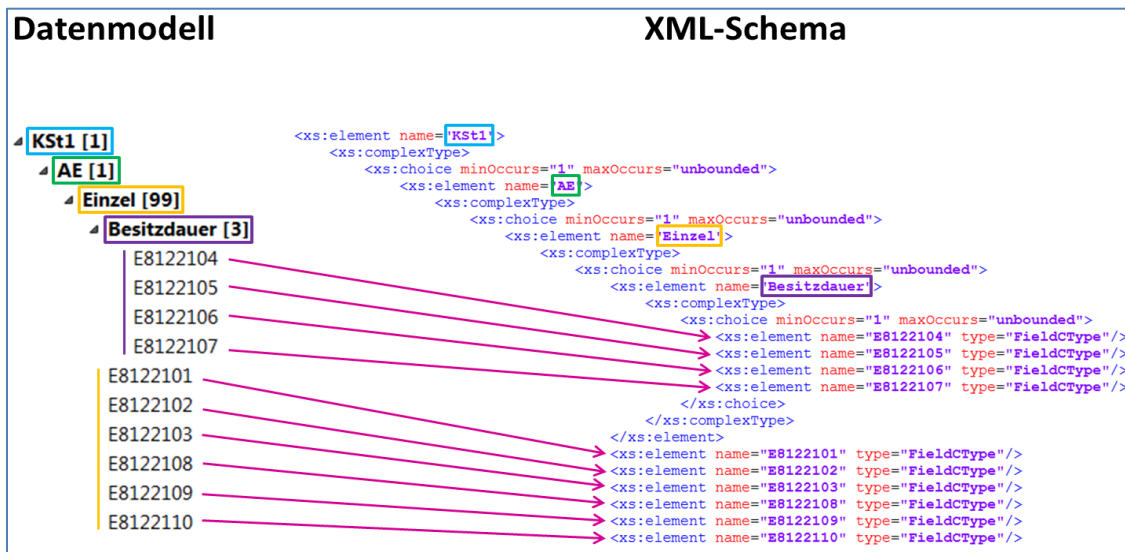 Datenmodell
XML-Schema
KSt1 [1]
AE [1]
Einzel [99]
Besitzdauer [3]
E8122104
E8122105
E8122106
E8122107
E8122101
E8122102
E8122103
E8122108
E8122109
E8122110
<xs:element name="KSt1">
<xs:complexType>
<xs:choice minOccurs="1" maxOccurs="unbounded">
<xs:element name="AE">
<xs:complexType>
<xs:choice minOccurs="1" maxOccurs="unbounded">
<xs:element name="Einzel">
<xs:complexType>
<xs:choice minOccurs="1" maxOccurs="unbounded">
<xs:element name="Besitzdauer">
<xs:complexType>
<xs:choice minOccurs="1" maxOccurs="unbounded">
<xs:element name="E8122104" type="FieldCType"/>
<xs:element name="E8122105" type="FieldCType"/>
<xs:element name="E8122106" type="FieldCType"/>
<xs:element name="E8122107" type="FieldCType"/>
</xs:choice>
</xs:complexType>
</xs:element>
<xs:element name="E8122101" type="FieldCType"/>
<xs:element name="E8122102" type="FieldCType"/>
<xs:element name="E8122103" type="FieldCType"/>
<xs:element name="E8122108" type="FieldCType"/>
<xs:element name="E8122109" type="FieldCType"/>
<xs:element name="E8122110" type="FieldCType"/>